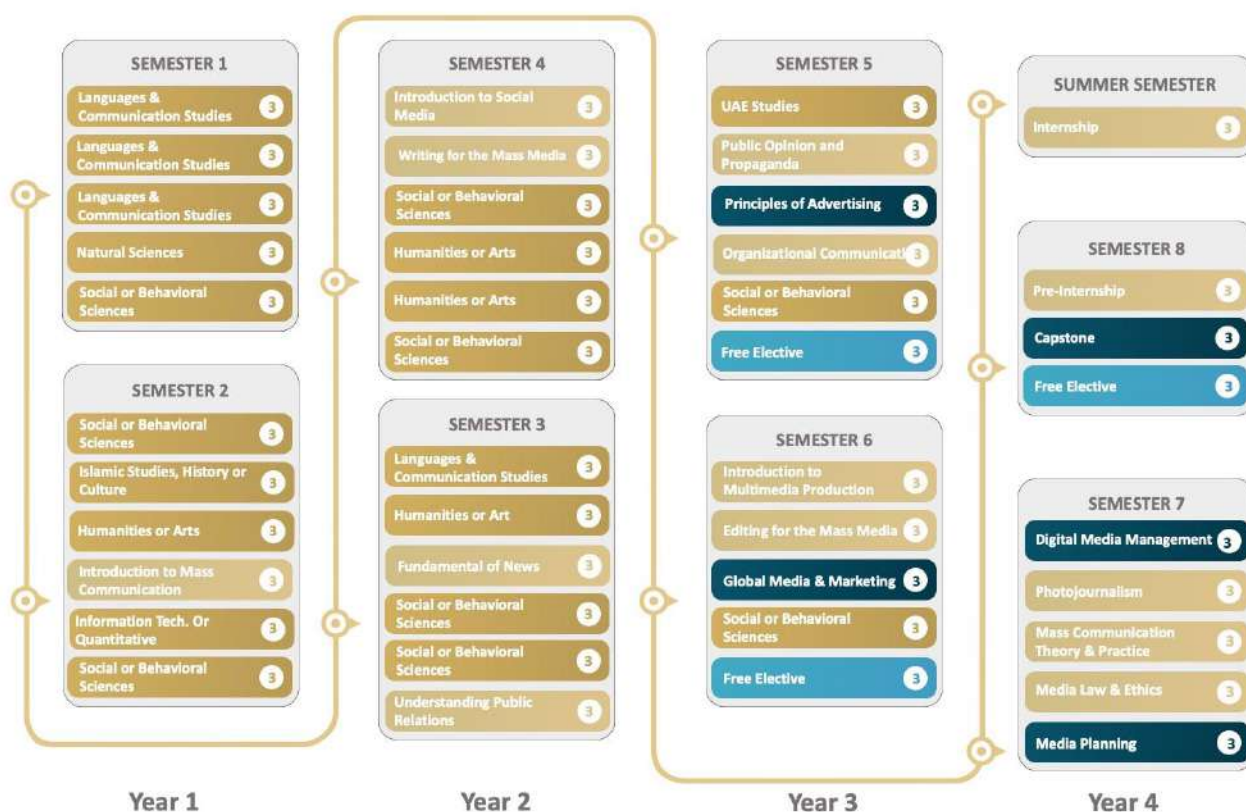 SEMESTER 1
Languages &
Communication Studies
3
Languages &
Communication Studies
3
Languages &
Communication Studies
3
Natural Sciences
3
Social or Behavioral
Sciences
3
SEMESTER 2
Social or Behavioral
Sciences
3
Islamic Studies, History or
Culture
3
Humanities or Arts
3
Introduction to Mass
Communication
3
Information Tech. Or
Quantitative
3
Social or Behavioral
Sciences
3
Year 1
SEMESTER 4
Introduction to Social
Media
3
Writing for the Mass Media
3
Social or Behavioral
Sciences
3
Humanities or Arts
3
Humanities or Arts
3
Social or Behavioral
Sciences
3
SEMESTER 3
Languages &
Communication Studies
3
Humanities or Art
3
Fundamental of News
3
Social or Behavioral
Sciences
3
Social or Behavioral
Sciences
3
Understanding Public
Relations
3
Year 2
SEMESTER 5
UAE Studies
3
Public Opinion and
Propaganda
3
Principles of Advertising
3
Organizational Communicati
3
Social or Behavioral
Sciences
3
Free Elective
3
SEMESTER 6
Introduction to
Multimedia Production
3
Editing for the Mass Media
3
Global Media & Marketing
3
Social or Behavioral
Sciences
3
Free Elective
3
Year 3
SUMMER SEMESTER
Internship
3
SEMESTER 8
Pre-Internship
3
Capstone
3
Free Elective
3
SEMESTER 7
Digital Media Management
3
Photojournalism
3
Mass Communication
Theory & Practice
3
Media Law & Ethics
3
Media Planning
3
Year 4